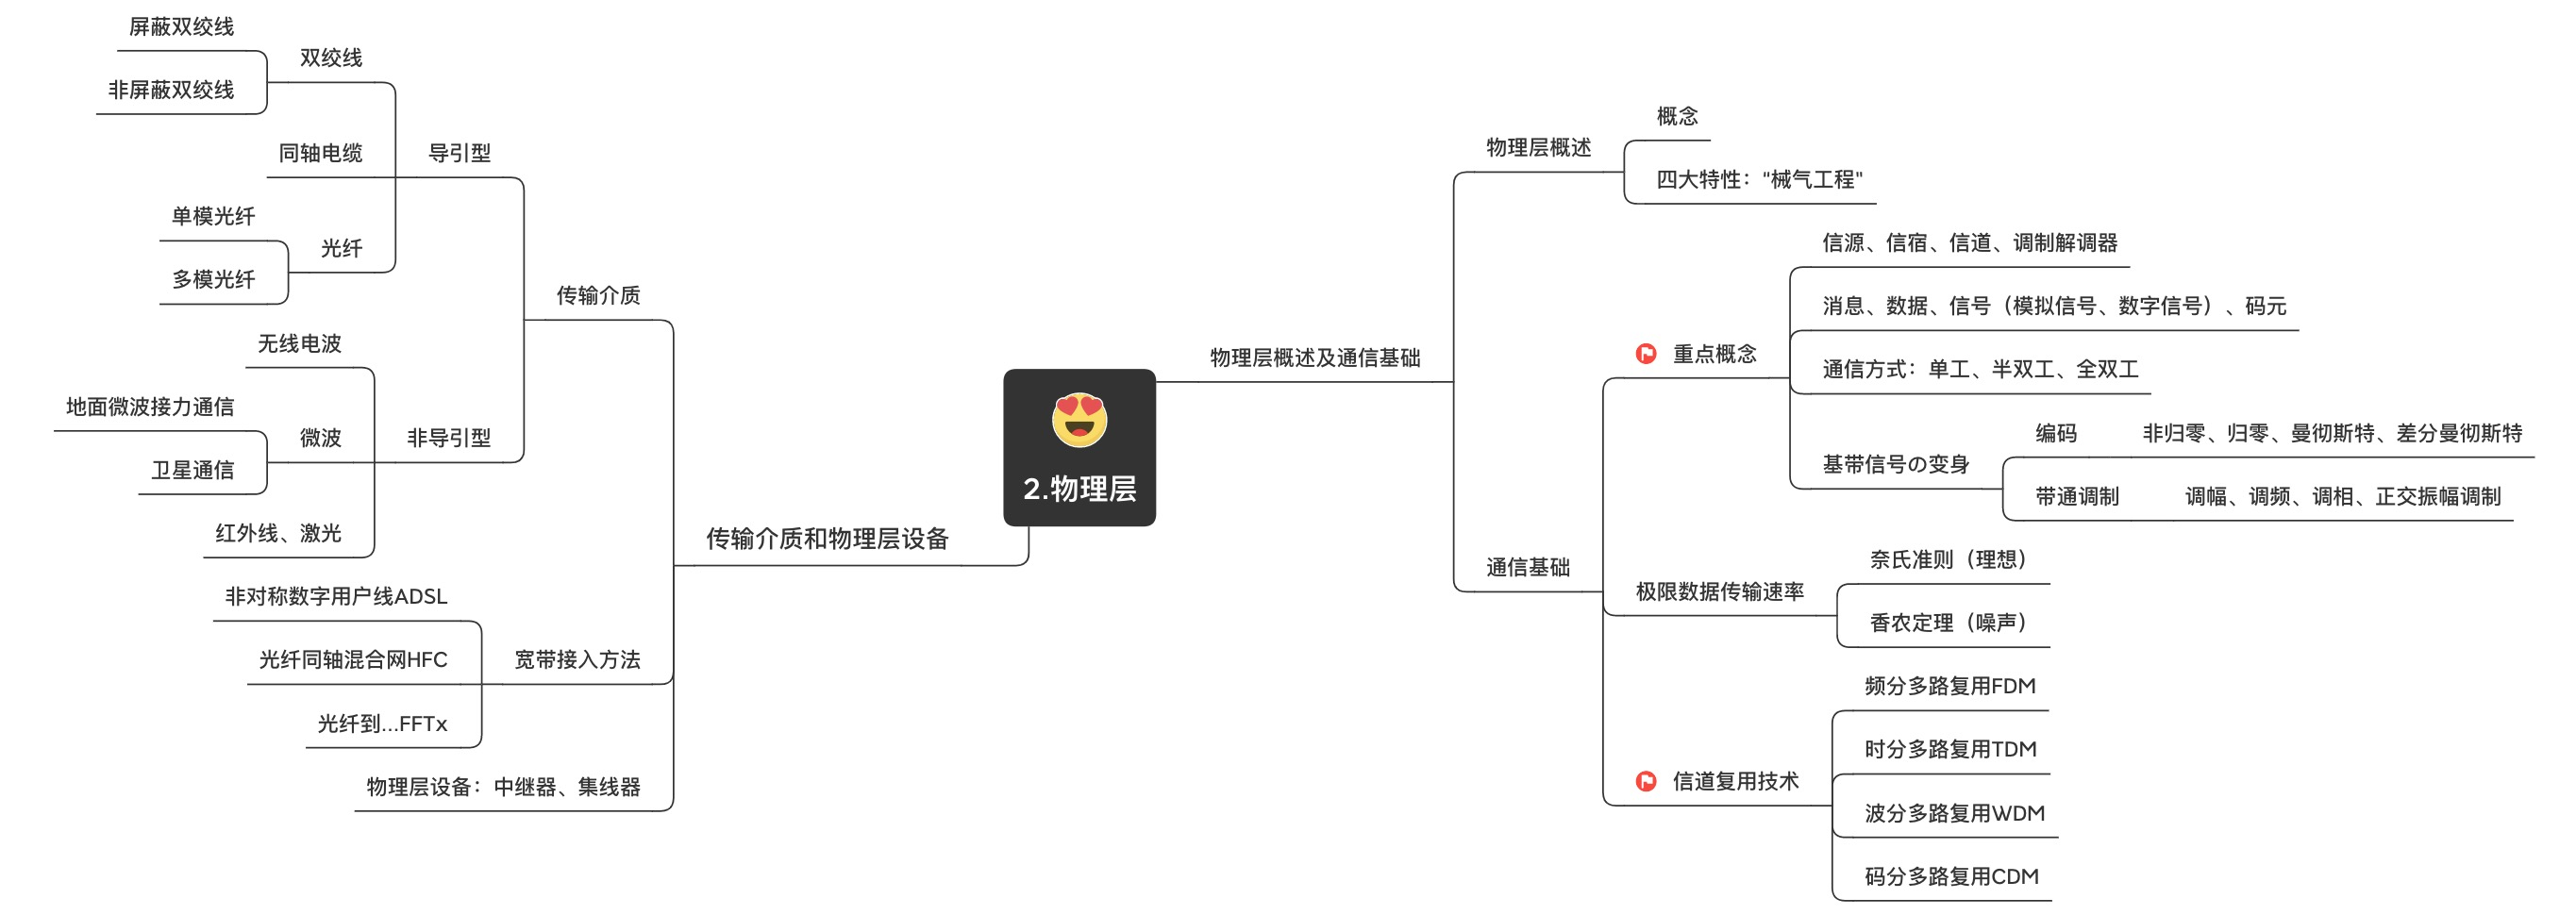 2.物理层
物理层概述及通信基础
物理层概述
概念
四大特性："械气工程"
通信基础
重点概念
信源、信宿、信道、调制解调器
消息、数据、信号（模拟信号、数字信号）、码元
通信方式：单工、半双工、全双工
基带信号の变身
编码
非归零、归零、曼彻斯特、差分曼彻斯特
带通调制
调幅、调频、调相、正交振幅调制
极限数据传输速率
奈氏准则（理想）
香农定理（噪声）
信道复用技术
频分多路复用FDM
时分多路复用TDM
波分多路复用WDM
码分多路复用CDM
传输介质和物理层设备
传输介质
导引型
双绞线
屏蔽双绞线
非屏蔽双绞线
同轴电缆
光纤
单模光纤
多模光纤
非导引型
无线电波
微波
地面微波接力通信
卫星通信
红外线、激光
宽带接入方法
非对称数字用户线ADSL
光纤同轴混合网HFC
光纤到...FFTx
物理层设备：中继器、集线器